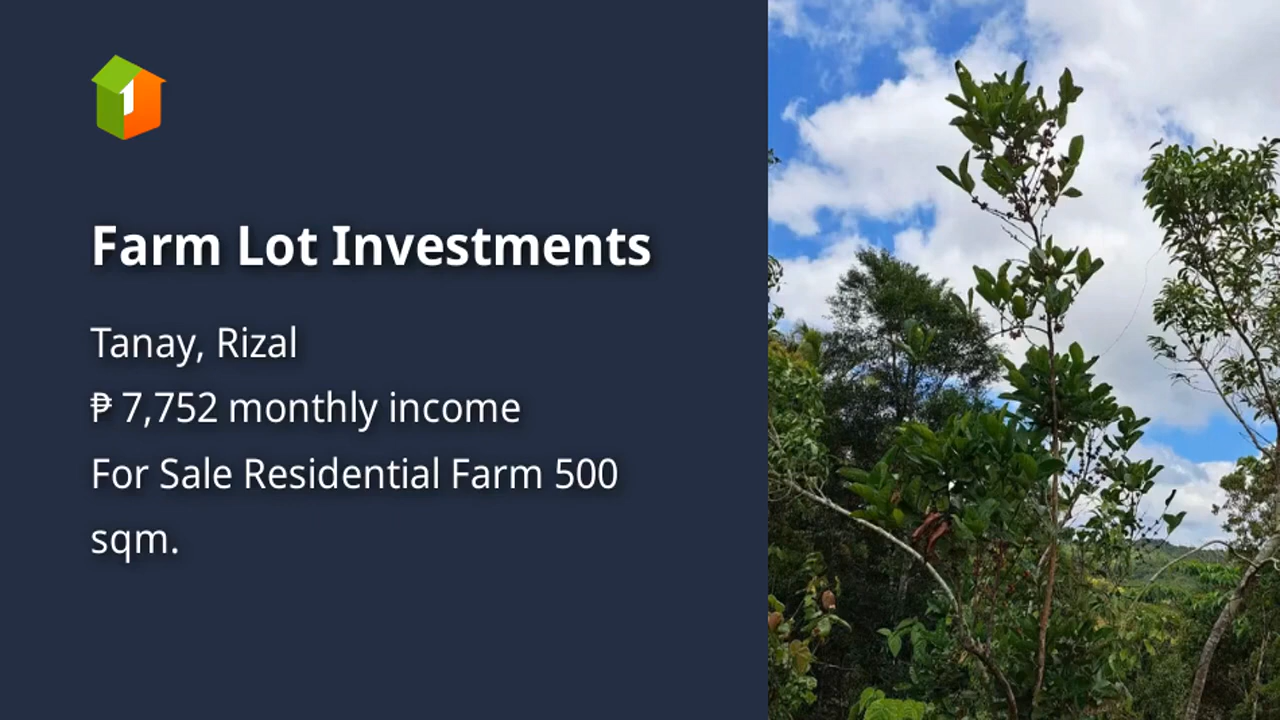 Farm Lot Investments
Tanay, Rizal
₱ 7,752 monthly income
For Sale Residential Farm 500
sqm.